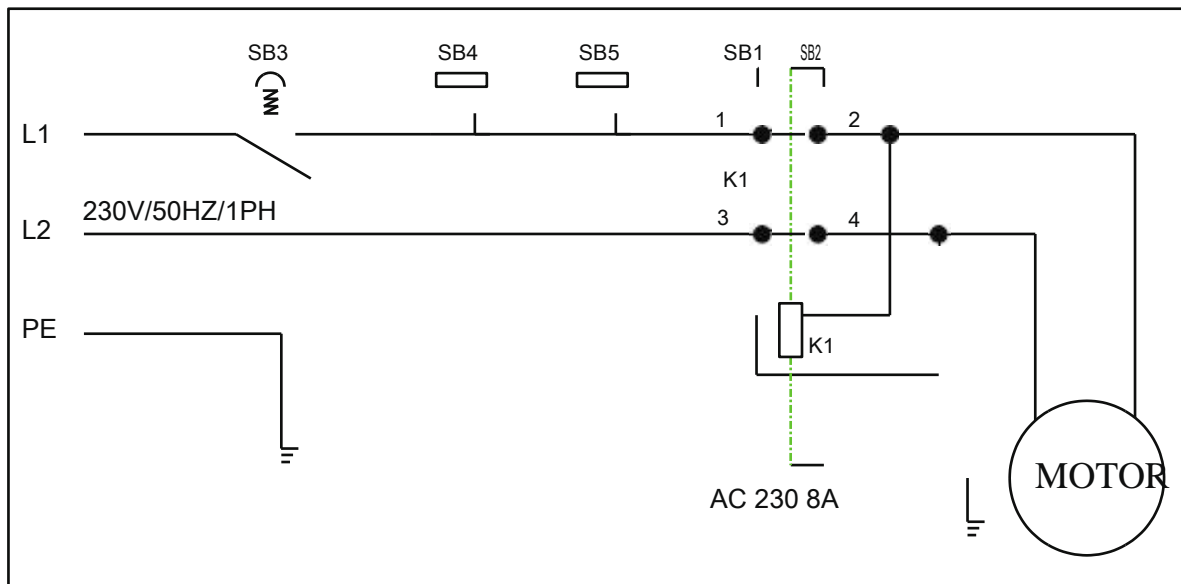 SB3 SB4 SB5 SB1 SB2
L1
1 2
K1
230V/50HZ/1PH
3 4
L2
PE
K1
AC 230 8A
MOTOR